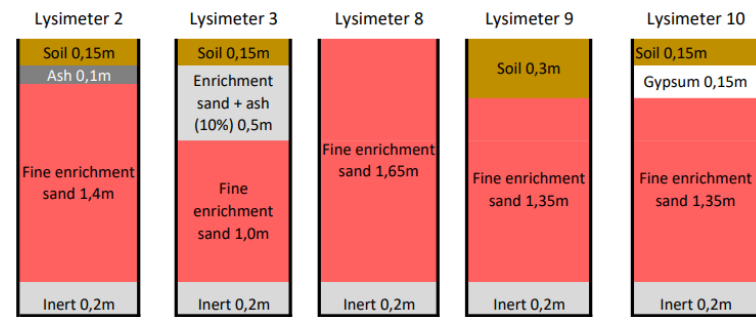 Lysimeter 2
Lysimeter 3
Lysimeter 8
Lysimeter 9
Lysimeter 10
Soil 0,15m
Ash 0,1m
Fine enrichment
sand 1,4m
Inert 0,2m
Soil 0,15m
Enrichment
sand + ash
(10%) 0,5m
Fine
enrichment
sand 1,0m
Inert 0,2m
Fine enrichment
sand 1,65m
Inert 0,2m
Soil 0,3m
Fine enrichment
sand 1,35m
Inert 0,2m
Soil 0,15m
Gypsum 0,15m
Fine enrichment
sand 1,35m
Inert 0,2m